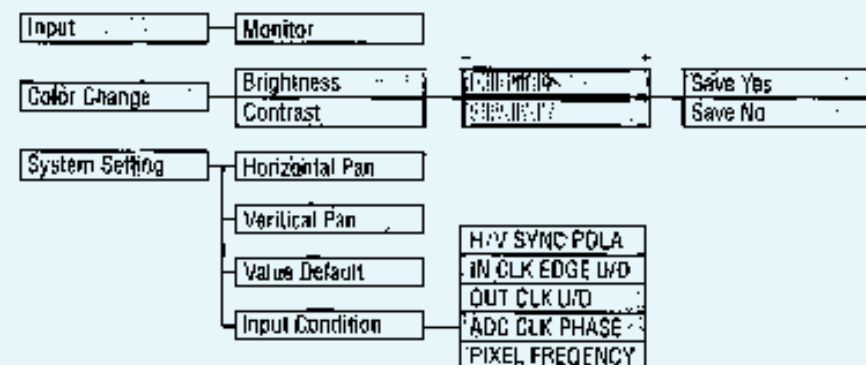 Input
Monitor
Color Change
Brightness
Contrast
- +
Save Yes
Save No
System Setting
Horizontal Pan
Verilical Pan
Value Default
Input Condition
H/V SYNC POLA
IN CLK EDGE U/D
OUT CLK U/D
ADC CLK PHASE
PIXEL FREQENCY